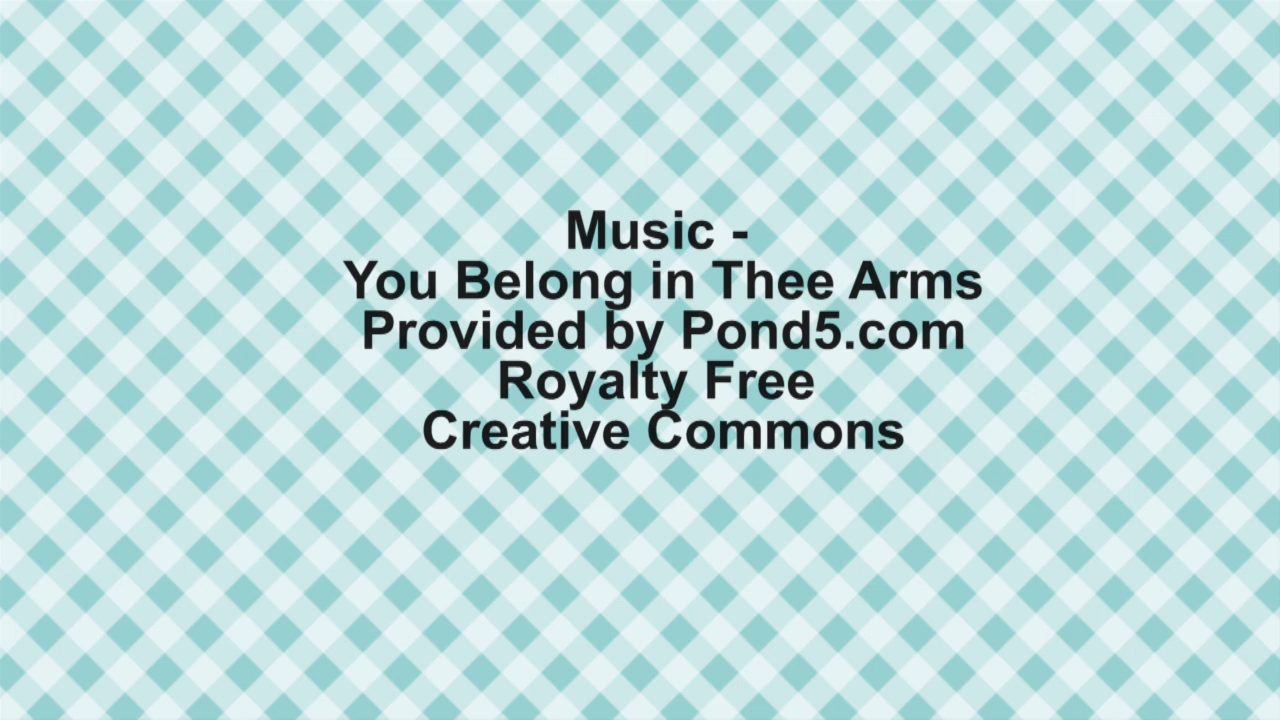 Music -
You Belong in Thee Arms
Provided by Pond5.com
Royalty Free
Creative Commons